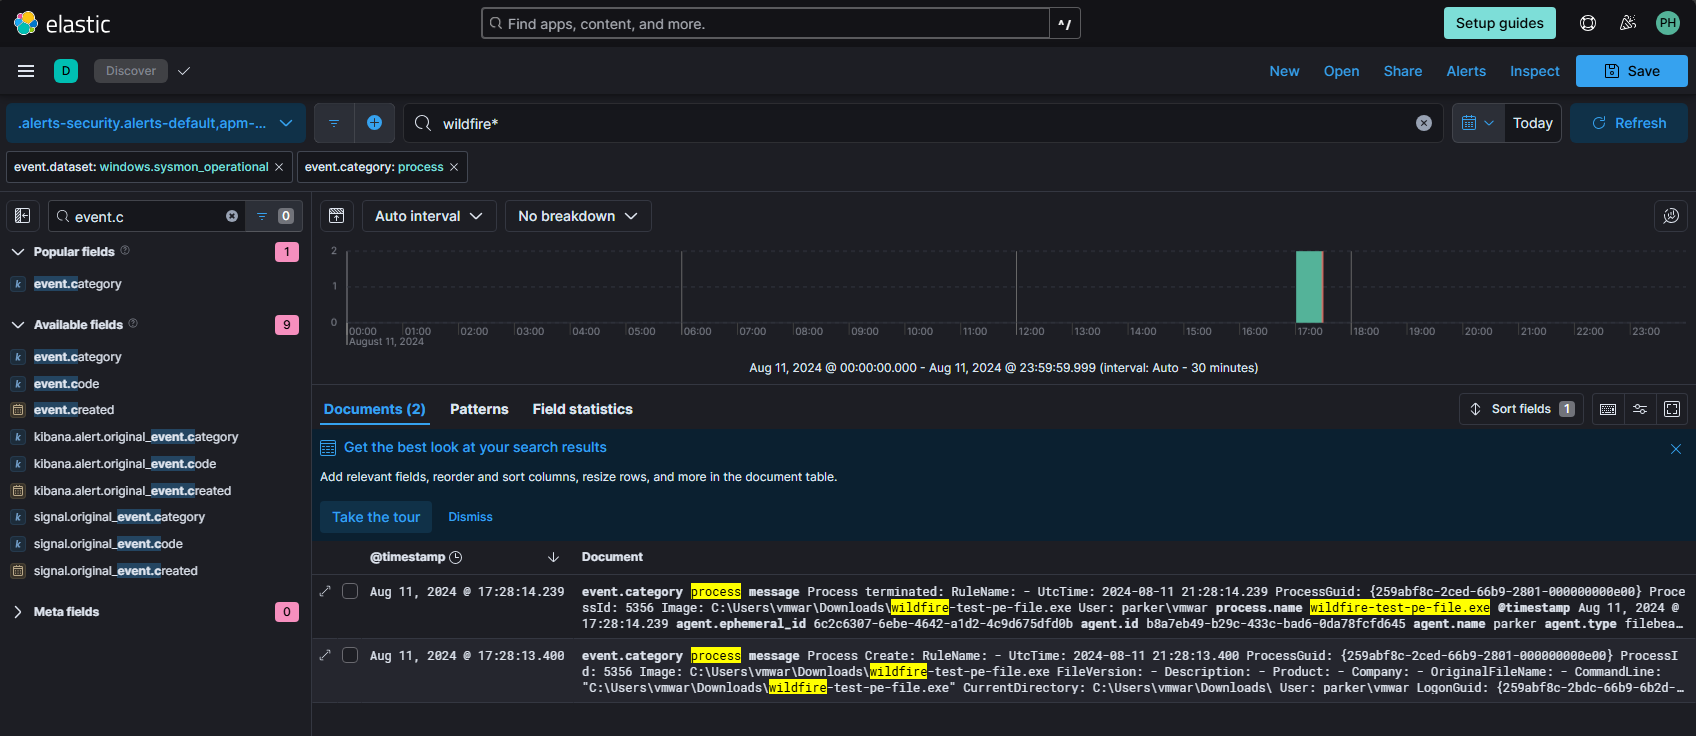 elastic
Find apps, content, and more.
^/
Setup guides
PH
D
Discover
New
Open
Share
Alerts
Inspect
Save
.alerts-security.alerts-default,apm-...
wildfire*
Today
Refresh
event.dataset: windows.sysmon_operational
event.category: process
event.c
0
Auto interval
No breakdown
Popular fields
1
event.category
Available fields
9
event.category
event.code
event.created
kibana.alert.original_event.category
kibana.alert.original_event.code
kibana.alert.original_event.created
signal.original_event.category
signal.original_event.code
signal.original_event.created
Meta fields
0
2
1
0
00:00 01:00 02:00 03:00 04:00 05:00 06:00 07:00 08:00 09:00 10:00 11:00 12:00 13:00 14:00 15:00 16:00 17:00 18:00 19:00 20:00 21:00 22:00 23:00
August 11, 2024
Aug 11, 2024 @ 00:00:00.000 - Aug 11, 2024 @ 23:59:59.999 (interval: Auto - 30 minutes)
Documents (2)
Patterns
Field statistics
Sort fields 1
Get the best look at your search results
Add relevant fields, reorder and sort columns, resize rows, and more in the document table.
Take the tour
Dismiss
@timestamp
Document
Aug 11, 2024 @ 17:28:14.239
event.category process message Process terminated: RuleName: - UtcTime: 2024-08-11 21:28:14.239 ProcessGuid: {259abf8c-2ced-66b9-2801-000000000e00} Proce
ssId: 5356 Image: C:\Users\vmwar\Downloads\wildfire-test-pe-file.exe User: parker\vmwar process.name wildfire-test-pe-file.exe @timestamp Aug 11, 2024 @
17:28:14.239 agent.ephemeral_id 6c2c6307-6ebe-4642-a1d2-4c9d675dfd0b agent.id b8a7eb49-b29c-433c-bad6-0da78fcfd645 agent.name parker agent.type filebea…
Aug 11, 2024 @ 17:28:13.400
event.category process message Process Create: RuleName: - UtcTime: 2024-08-11 21:28:13.400 ProcessGuid: {259abf8c-2ced-66b9-2801-000000000e00} ProcessI
d: 5356 Image: C:\Users\vmwar\Downloads\wildfire-test-pe-file.exe FileVersion: - Description: - Product: - Company: - OriginalFileName: - CommandLine:
"C:\Users\vmwar\Downloads\wildfire-test-pe-file.exe" CurrentDirectory: C:\Users\vmwar\Downloads\ User: parker\vmwar LogonGuid: {259abf8c-2bdc-66b9-6b2d-…